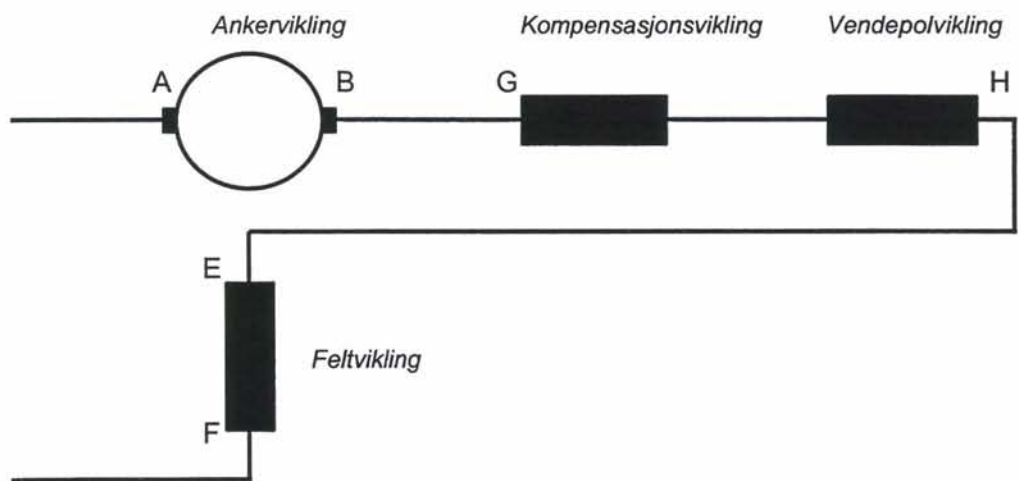 Ankervikling Kompensasjonsvikling Vendepolvikling
A B G H
E
Feltvikling
F